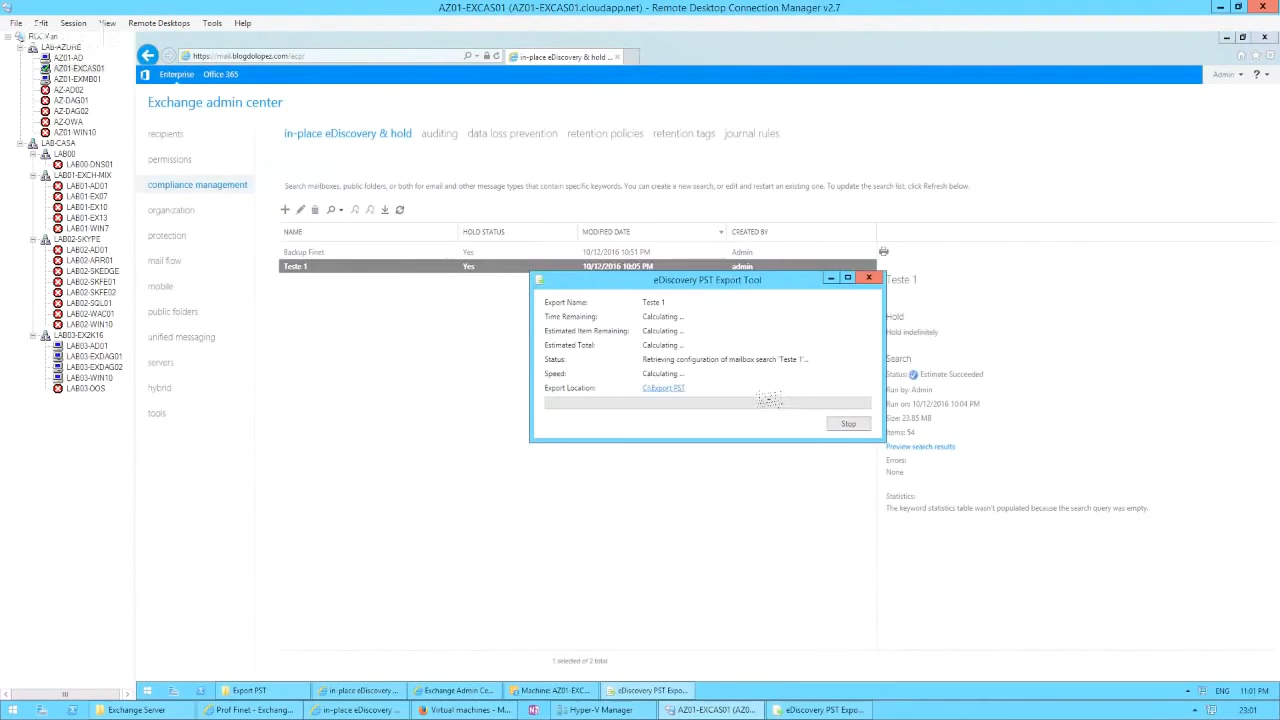 AZ01-EXCAS01 (AZ01-EXCAS01.cloudapp.net) - Remote Desktop Connection Manager v2.7
File Edit Session View Remote Desktops Tools Help
LAB-AZURE
AZ01-AD
AZ01-EXCAS01
AZ01-EXMB01
AZ-AD02
AZ-DAG01
AZ-DAG02
AZ-OWA
AZ01-WIN10
LAB-CASA
LAB00
LAB00-DNS01
LAB01-EXCH-MIX
LAB01-AD01
LAB01-EX07
LAB01-EX10
LAB01-EX13
LAB01-WIN7
LAB02-SKYPE
LAB02-AD01
LAB02-ARR01
LAB02-SKEDGE
LAB02-SKFE01
LAB02-SKFE02
LAB02-SQL01
LAB02-WAC01
LAB02-WIN10
LAB03-EX2K16
LAB03-AD01
LAB03-EXDAG01
LAB03-EXDAG02
LAB03-WIN10
LAB03-OOS
https://mail.blogdolopez.com/ecp/
in-place eDiscovery & hold ...
Enterprise Office 365
Admin ?
Exchange admin center
recipients
permissions
compliance management
organization
protection
mail flow
mobile
public folders
unified messaging
servers
hybrid
tools
in-place eDiscovery & hold auditing data loss prevention retention policies retention tags journal rules
Search mailboxes, public folders, or both for email and other message types that contain specific keywords. You can create a new search, or edit and restart an existing one. To update the search list, click Refresh below.
NAME HOLD STATUS MODIFIED DATE CREATED BY
Backup Finet Yes 10/12/2016 10:51 PM Admin
Teste 1 Yes 10/12/2016 10:05 PM admin
eDiscovery PST Export Tool
Export Name: Teste 1
Time Remaining: Calculating ...
Estimated Item Remaining: Calculating ...
Estimated Total: Calculating ...
Status: Retrieving configuration of mailbox search 'Teste 1'...
Speed: Calculating ...
Export Location: C:\Export PST
Stop
Teste 1
Hold
Hold indefinitely
Search
Status: Estimate Succeeded
Run by: Admin
Run on: 10/12/2016 10:04 PM
Size: 23.85 MB
Items: 54
Preview search results
Errors:
None
Statistics:
The keyword statistics table wasn't populated because the search query was empty.
1 selected of 2 total
Export PST in-place eDiscovery ... Exchange Admin Ce... Machine: AZ01-EXC... eDiscovery PST Expo... ENG 11:01 PM
Exchange Server Prof Finet - Exchang... in-place eDiscovery ... Virtual machines - M... Hyper-V Manager AZ01-EXCAS01 (AZ0... eDiscovery PST Expo... 23:01